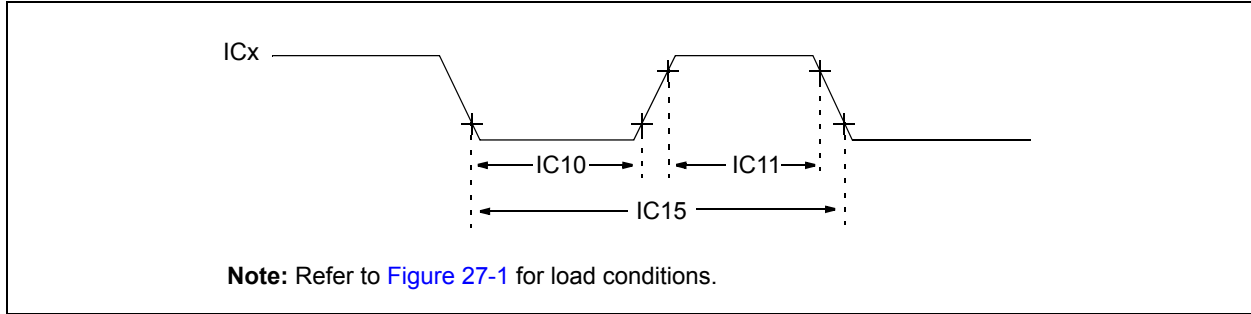 ICx
IC10
IC11
IC15
Note: Refer to Figure 27-1 for load conditions.